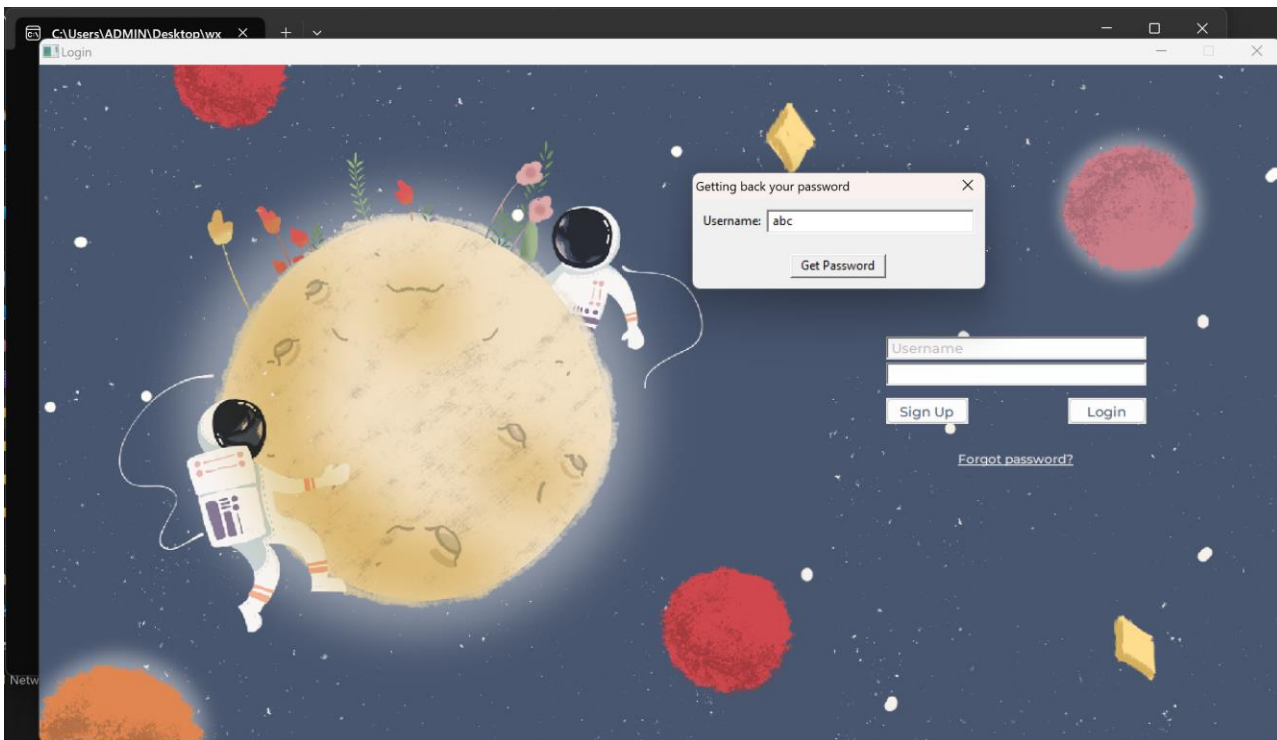 C:\Users\ADMIN\Desktop\wx
Login
Getting back your password
Username: abc
Get Password
Username
Sign Up Login
Forgot password?
Netw